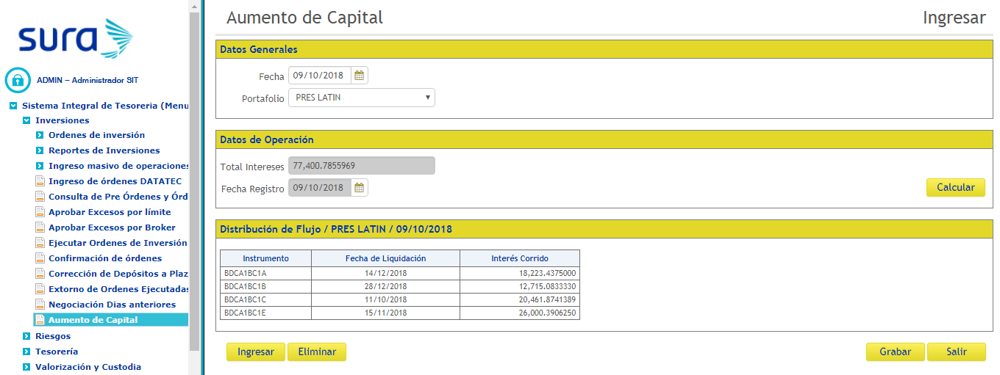 sura
ADMIN – Administrador SIT
Sistema Integral de Tesoreria (Menu
Inversiones
Ordenes de inversión
Reportes de Inversiones
Ingreso masivo de operaciones
Ingreso de órdenes DATATEC
Consulta de Pre Órdenes y Órd
Aprobar Excesos por límite
Aprobar Excesos por Broker
Ejecutar Ordenes de Inversión
Confirmación de órdenes
Corrección de Depósitos a Plaz
Extorno de Ordenes Ejecutadas
Negociación Dias anteriores
Aumento de Capital
Riesgos
Tesorería
Valorización y Custodia
Aumento de Capital Ingresar
Datos Generales
Fecha 09/10/2018
Portafolio PRES LATIN
Datos de Operación
Total Intereses 77,400.7855969
Fecha Registro 09/10/2018 Calcular
Distribución de Flujo / PRES LATIN / 09/10/2018
Instrumento Fecha de Liquidación Interés Corrido
BDCA1BC1A 14/12/2018 18,223.4375000
BDCA1BC1B 28/12/2018 12,715.0833330
BDCA1BC1C 11/10/2018 20,461.8741389
BDCA1BC1E 15/11/2018 26,000.3906250
Ingresar Eliminar Grabar Salir